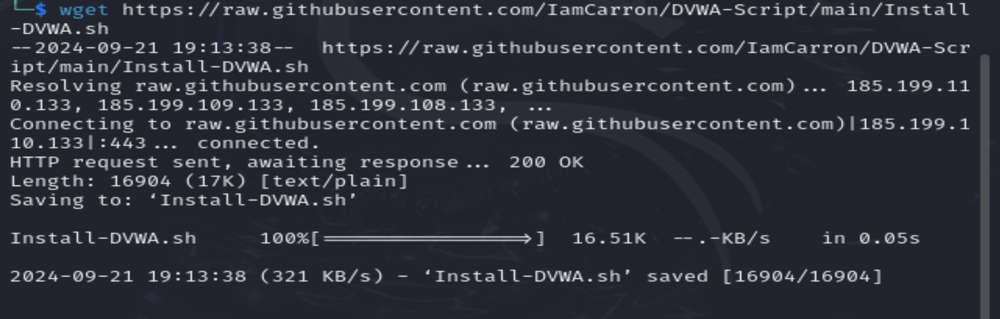 └─$ wget https://raw.githubusercontent.com/IamCarron/DVWA-Script/main/Install
-DVWA.sh
--2024-09-21 19:13:38--  https://raw.githubusercontent.com/IamCarron/DVWA-Scr
ipt/main/Install-DVWA.sh
Resolving raw.githubusercontent.com (raw.githubusercontent.com)... 185.199.11
0.133, 185.199.109.133, 185.199.108.133, ...
Connecting to raw.githubusercontent.com (raw.githubusercontent.com)|185.199.1
10.133|:443... connected.
HTTP request sent, awaiting response... 200 OK
Length: 16904 (17K) [text/plain]
Saving to: ‘Install-DVWA.sh’
Install-DVWA.sh     100%[================>]  16.51K  --.-KB/s    in 0.05s
2024-09-21 19:13:38 (321 KB/s) - ‘Install-DVWA.sh’ saved [16904/16904]